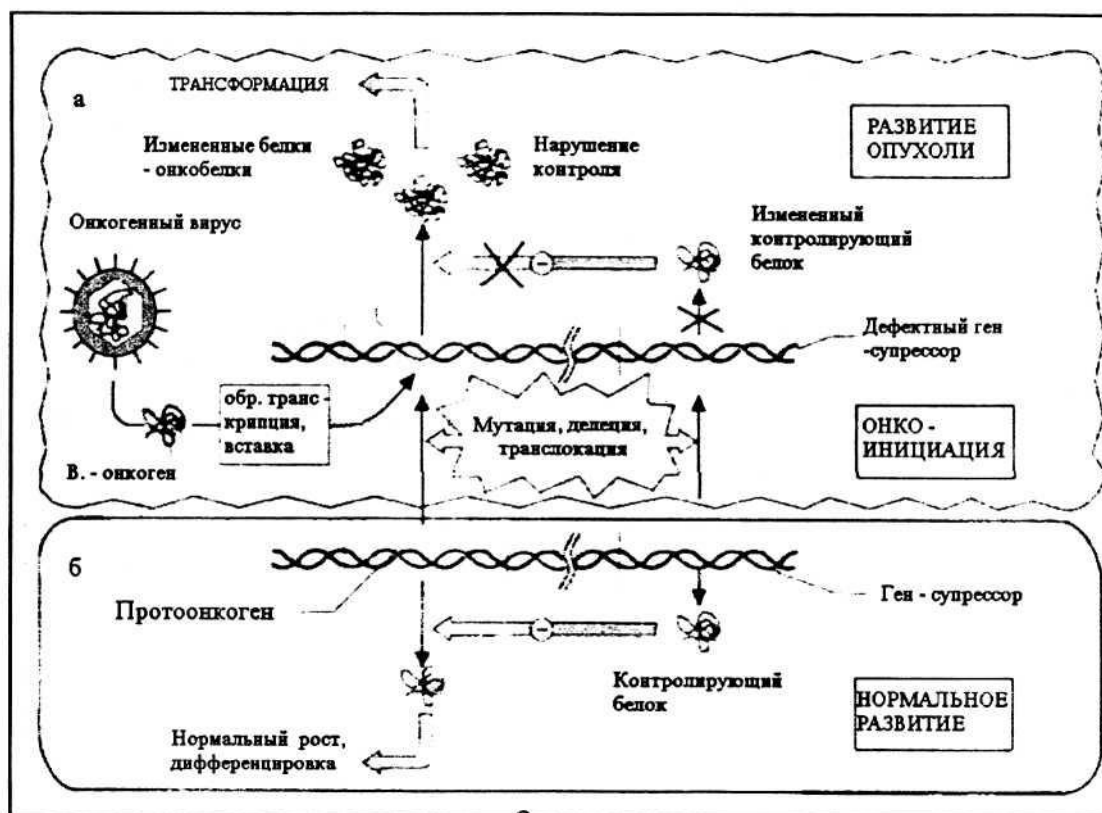 а
ТРАНСФОРМАЦИЯ
Измененные белки
- онкобелки
Нарушение
контроля
РАЗВИТИЕ
ОПУХОЛИ
Онкогенный вирус
Измененный
контролирующий
белок
Дефектный ген
-супрессор
обр. транс -
крипция,
вставка
В. - онкоген
Мутация, делеция,
транслокация
ОНКО -
ИНИЦИАЦИЯ
б
Протоонкоген
Ген - супрессор
Контролирующий
белок
НОРМАЛЬНОЕ
РАЗВИТИЕ
Нормальный рост,
дифференцировка